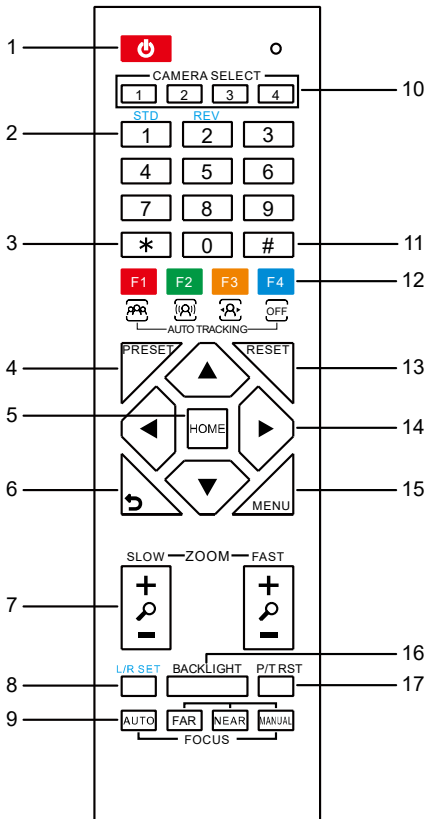 1
CAMERA SELECT
1 2 3 4
10
STD REV
2
1 2 3
4 5 6
7 8 9
3
* 0 #
11
F1 F2 F3 F4
12
OFF
AUTO TRACKING
PRESET RESET
4
13
5
HOME
14
6
MENU
15
SLOW ZOOM FAST
+ +
7
− −
16
L/R SET BACKLIGHT P/T RST
8
17
9
AUTO FAR NEAR MANUAL
FOCUS